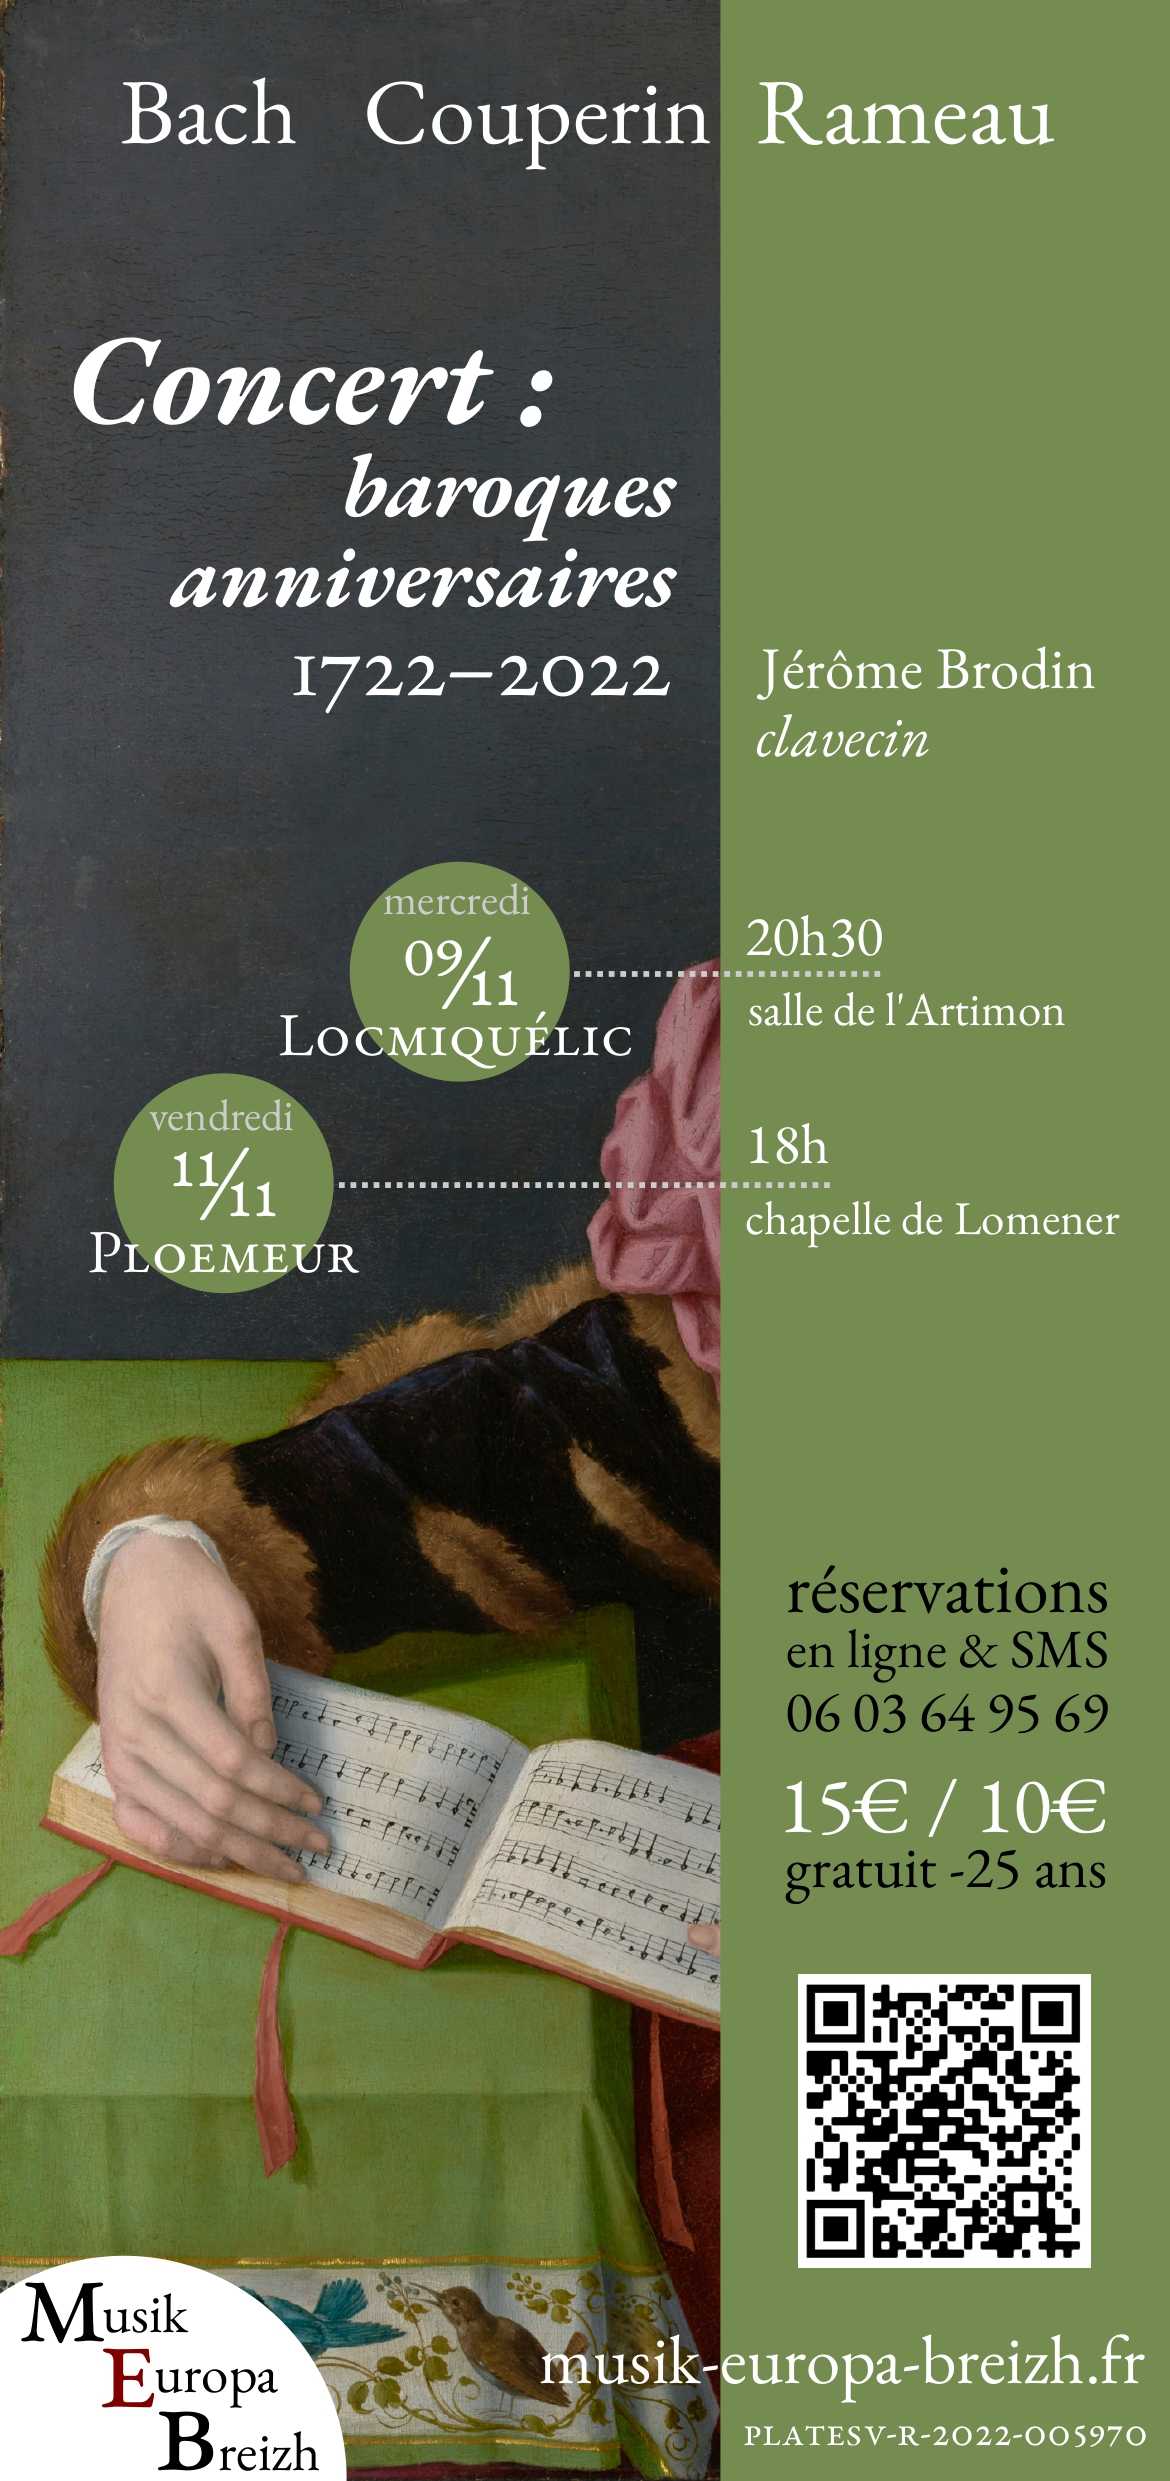 Bach Couperin Rameau
Concert :
baroques
anniversaires
1722–2022
Jérôme Brodin
clavecin
mercredi
09/11
LOCMIQUÉLIC
20h30
salle de l'Artimon
vendredi
11/11
PLOEMEUR
18h
chapelle de Lomener
réservations
en ligne & SMS
06 03 64 95 69
15€ / 10€
gratuit -25 ans
Musik
Europa
Breizh
musik-europa-breizh.fr
PLATESV-R-2022-005970